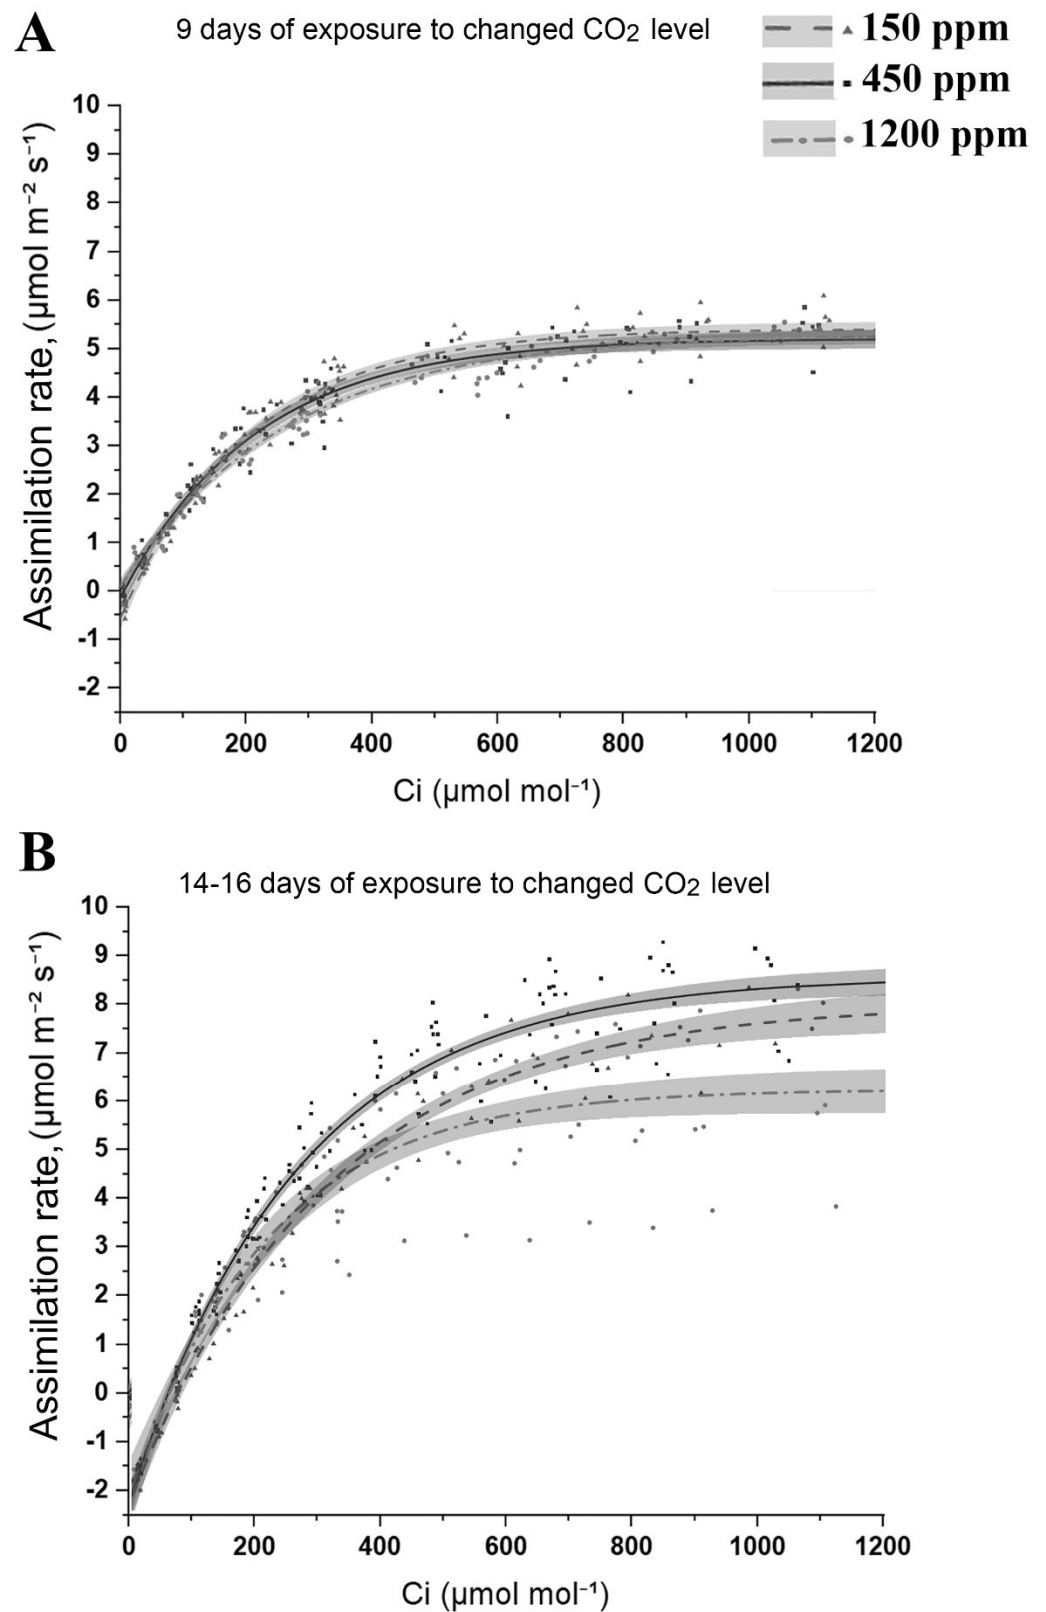 A
9 days of exposure to changed CO2 level
150 ppm
450 ppm
1200 ppm
Assimilation rate, (µmol m⁻² s⁻¹)
10
9
8
7
6
5
4
3
2
1
0
-1
-2
0 200 400 600 800 1000 1200
Ci (µmol mol⁻¹)
B
14-16 days of exposure to changed CO2 level
Assimilation rate, (µmol m⁻² s⁻¹)
10
9
8
7
6
5
4
3
2
1
0
-1
-2
0 200 400 600 800 1000 1200
Ci (µmol mol⁻¹)